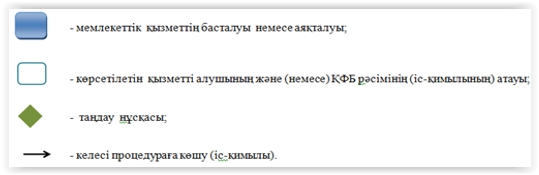 - мемлекеттік қызметтің басталуы немесе аяқталуы;
- көрсетілетін қызметті алушының және (немесе) ҚФБ рәсімінің (іс-қимылының) атауы;
- таңдау нұсқасы;
- келесі процедураға көшу (іс-қимылы).